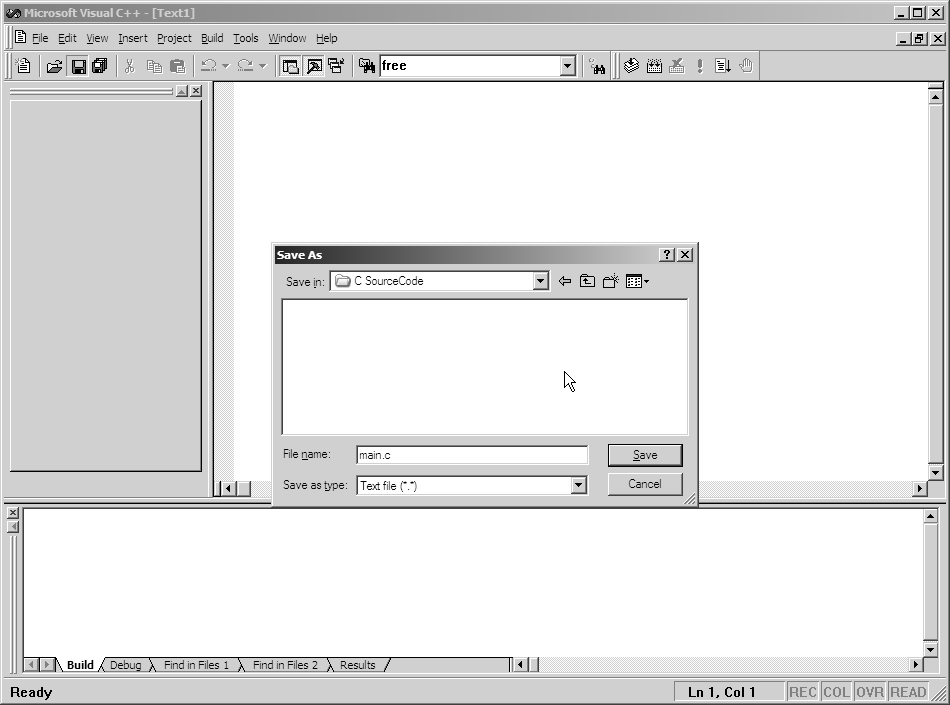 Microsoft Visual C++ - [Text1]
File Edit View Insert Project Build Tools Window Help
free
Save As
Save in: C SourceCode
File name: main.c Save
Save as type: Text file (*.*) Cancel
Build Debug Find in Files 1 Find in Files 2 Results
Ready Ln 1, Col 1 REC COL OVR READ